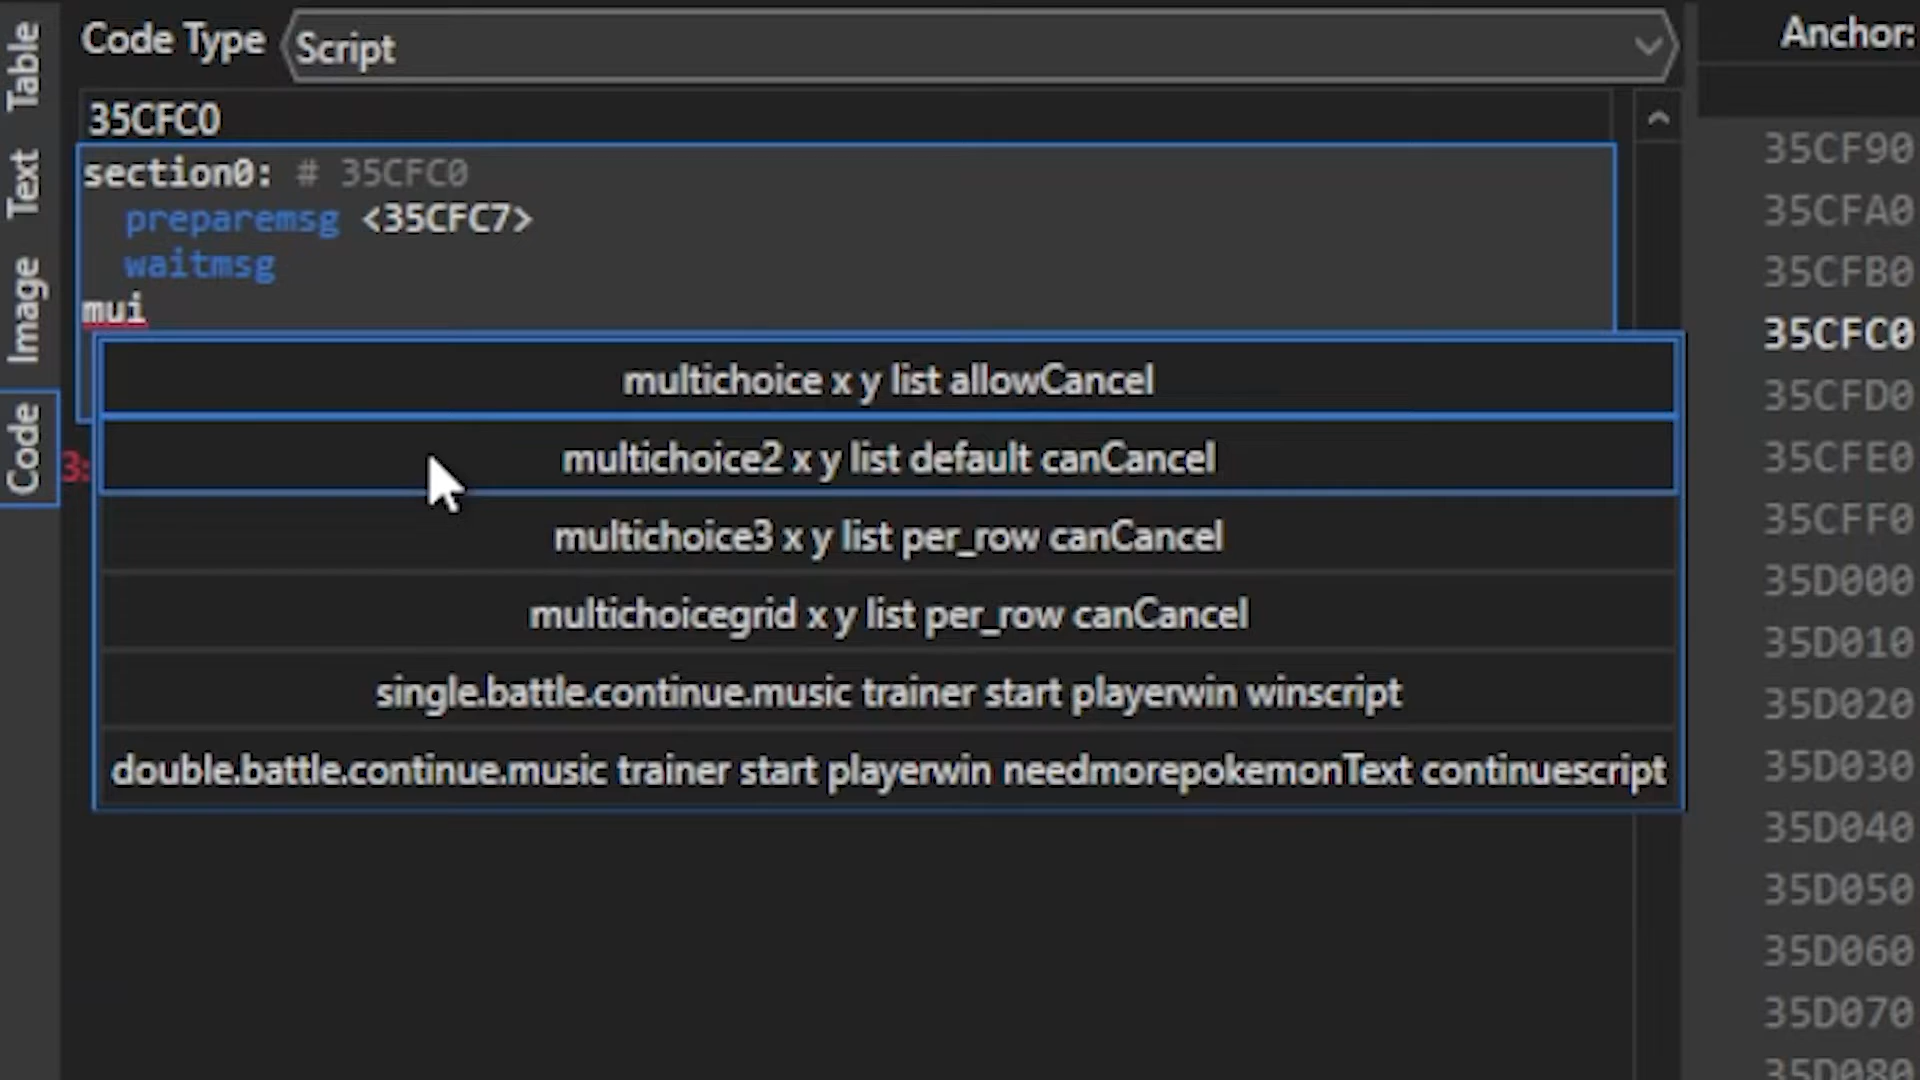 Table
Text
Image
Code
Code Type
Script
35CFC0
section0: # 35CFC0
preparemsg <35CFC7>
waitmsg
mui
3:
multichoice x y list allowCancel
multichoice2 x y list default canCancel
multichoice3 x y list per_row canCancel
multichoicegrid x y list per_row canCancel
single.battle.continue.music trainer start playerwin winscript
double.battle.continue.music trainer start playerwin needmorepokemonText continuescript
Anchor:
35CF90
35CFA0
35CFB0
35CFC0
35CFD0
35CFE0
35CFF0
35D000
35D010
35D020
35D030
35D040
35D050
35D060
35D070
35D080